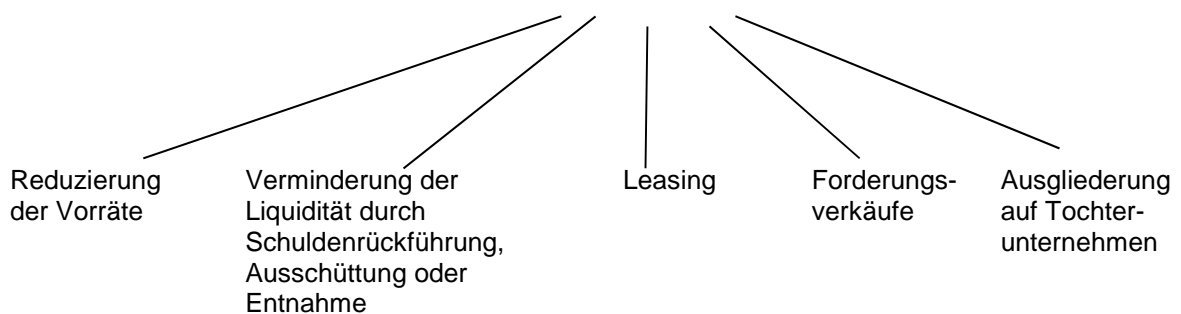 Reduzierung
der Vorräte
Verminderung der
Liquidität durch
Schuldenrückführung,
Ausschüttung oder
Entnahme
Leasing
Forderungs-
verkäufe
Ausgliederung
auf Tochter-
unternehmen